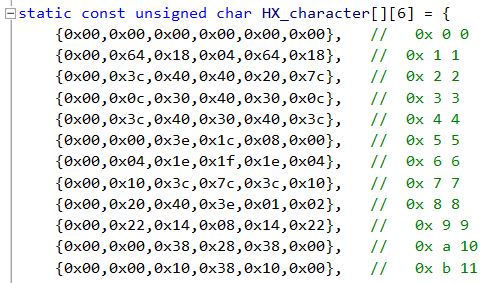 static const unsigned char HX_character[][6] = {
{0x00,0x00,0x00,0x00,0x00,0x00}, // 0x 0 0
{0x00,0x64,0x18,0x04,0x64,0x18}, // 0x 1 1
{0x00,0x3c,0x40,0x40,0x20,0x7c}, // 0x 2 2
{0x00,0x0c,0x30,0x40,0x30,0x0c}, // 0x 3 3
{0x00,0x3c,0x40,0x30,0x40,0x3c}, // 0x 4 4
{0x00,0x00,0x3e,0x1c,0x08,0x00}, // 0x 5 5
{0x00,0x04,0x1e,0x1f,0x1e,0x04}, // 0x 6 6
{0x00,0x10,0x3c,0x7c,0x3c,0x10}, // 0x 7 7
{0x00,0x20,0x40,0x3e,0x01,0x02}, // 0x 8 8
{0x00,0x22,0x14,0x08,0x14,0x22}, // 0x 9 9
{0x00,0x00,0x38,0x28,0x38,0x00}, // 0x a 10
{0x00,0x00,0x10,0x38,0x10,0x00}, // 0x b 11